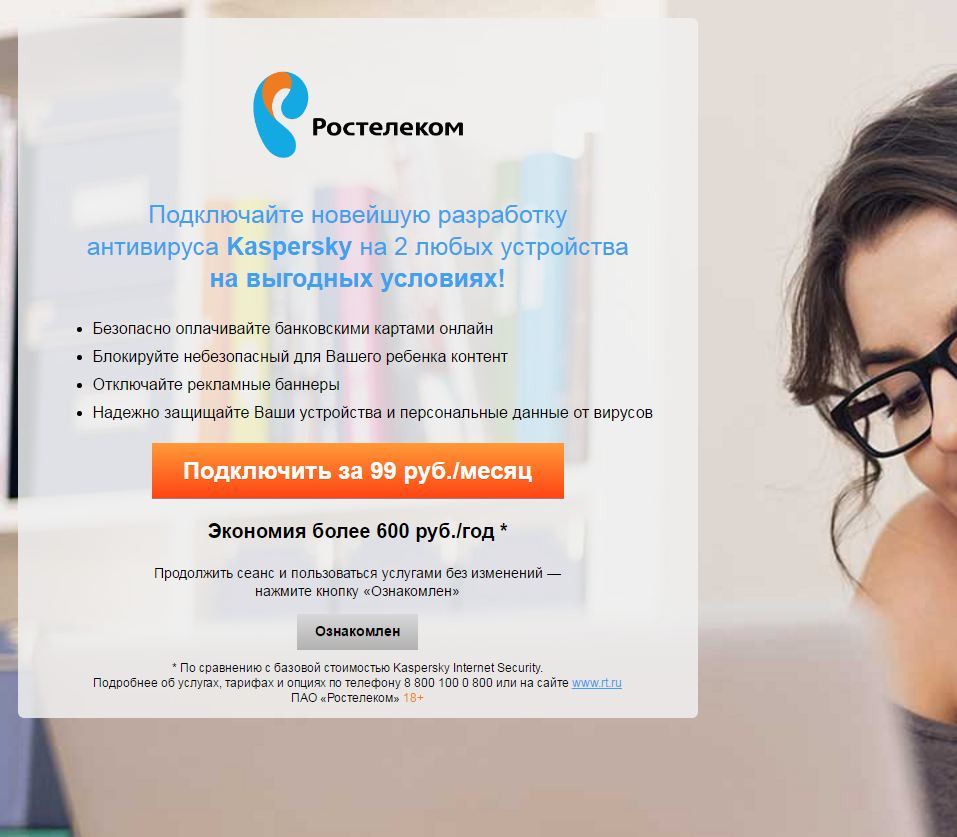 Ростелеком
Подключайте новейшую разработку
антивируса Kaspersky на 2 любых устройства
на выгодных условиях!
• Безопасно оплачивайте банковскими картами онлайн
• Блокируйте небезопасный для Вашего ребенка контент
• Отключайте рекламные баннеры
• Надежно защищайте Ваши устройства и персональные данные от вирусов
Подключить за 99 руб./месяц
Экономия более 600 руб./год *
Продолжить сеанс и пользоваться услугами без изменений —
нажмите кнопку «Ознакомлен»
Ознакомлен
* По сравнению с базовой стоимостью Kaspersky Internet Security.
Подробнее об услугах, тарифах и опциях по телефону 8 800 100 0 800 или на сайте www.rt.ru
ПАО «Ростелеком» 18+